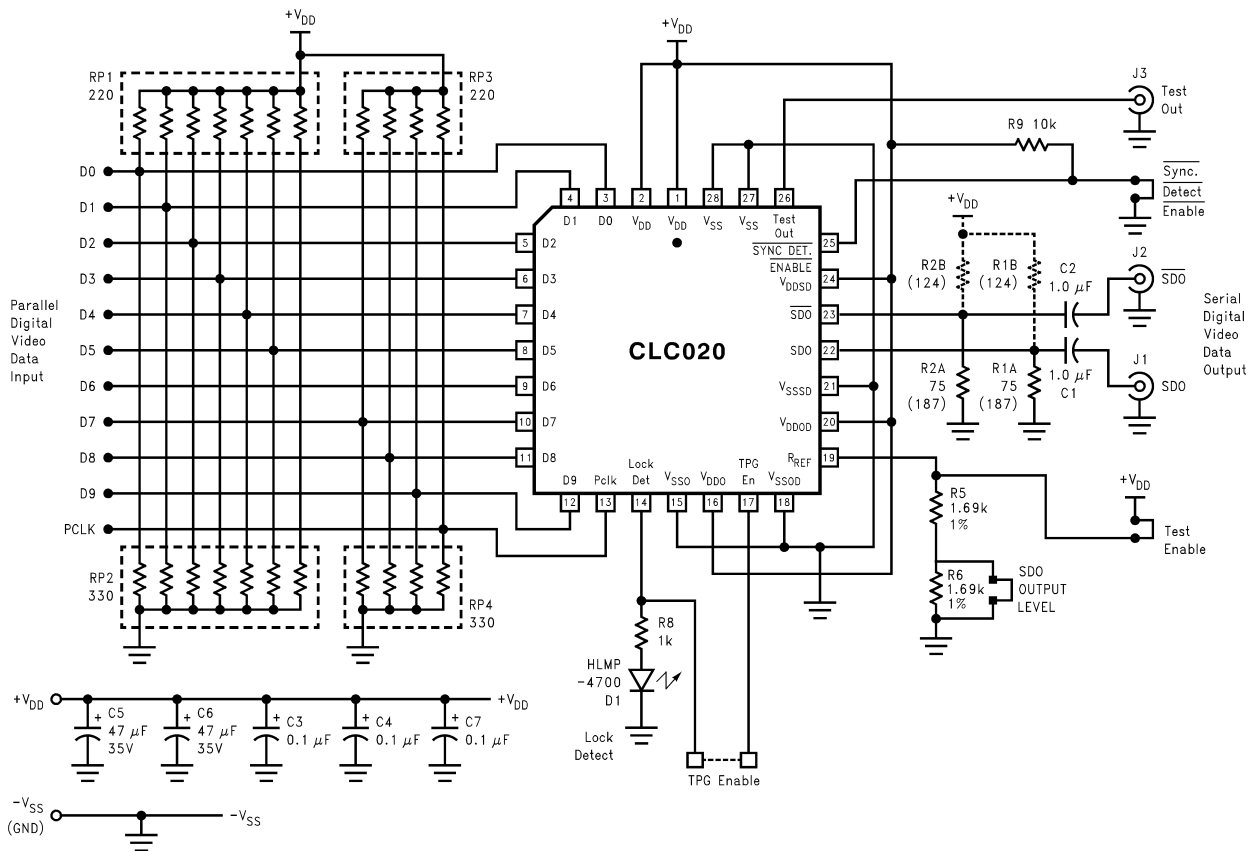 +VDD
+VDD
RP1
220
RP3
220
J3
Test
Out
R9 10k
D0
D1
D2
D3
D4
D5
D6
D7
D8
D9
PCLK
Parallel
Digital
Video
Data
Input
4
3
2
1
28
27
26
D1
D0
VDD
VDD
VSS
VSS
Test
Out
5 D2
6 D3
7 D4
8 D5
9 D6
10 D7
11 D8
CLC020
SYNC DET.
ENABLE
25
VDDSD
24
SDO
23
SDO
22
VSSSD
21
VDDOD
20
RREF
19
D9
Pclk
Lock
Det
VSSO
VDDO
TPG
En
VSSOD
12
13
14
15
16
17
18
Sync.
Detect
Enable
+VDD
R2B
(124)
R1B
(124)
C2
1.0 µF
J2
SDO
R2A
75
(187)
R1A
75
(187)
1.0 µF
C1
J1
SDO
Serial
Digital
Video
Data
Output
R5
1.69k
1%
+VDD
Test
Enable
R6
1.69k
1%
SDO
OUTPUT
LEVEL
RP2
330
RP4
330
R8
1k
HLMP
-4700
D1
Lock
Detect
TPG Enable
+VDD
+VDD
+ C5
47 µF
35V
+ C6
47 µF
35V
+ C3
0.1 µF
+ C4
0.1 µF
+ C7
0.1 µF
-VSS
(GND)
-VSS